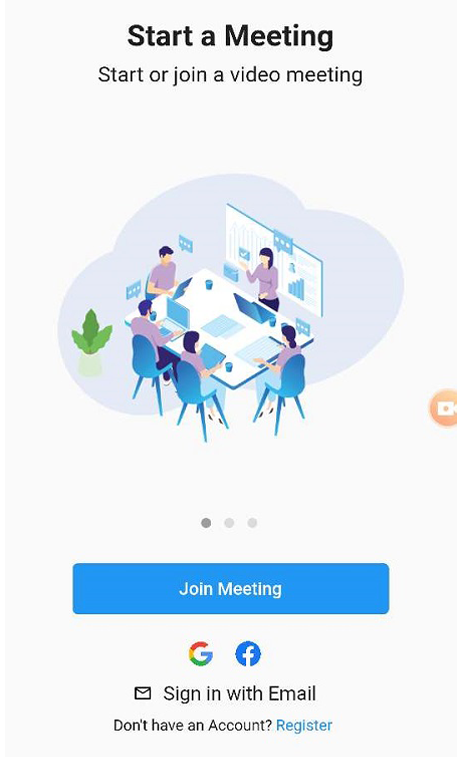 Start a Meeting
Start or join a video meeting
Join Meeting
Sign in with Email
Don't have an Account? Register